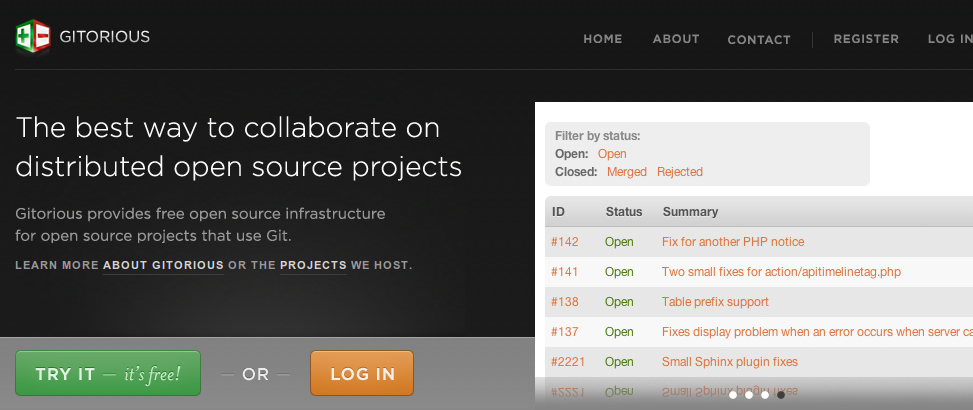 GITORIOUS
HOME ABOUT CONTACT REGISTER LOG IN
The best way to collaborate on
distributed open source projects
Gitorious provides free open source infrastructure
for open source projects that use Git.
LEARN MORE ABOUT GITORIOUS OR THE PROJECTS WE HOST.
TRY IT — it's free! — OR — LOG IN
Filter by status:
Open: Open
Closed: Merged Rejected
ID Status Summary
#142 Open Fix for another PHP notice
#141 Open Two small fixes for action/apitimelinetag.php
#138 Open Table prefix support
#137 Open Fixes display problem when an error occurs when server ca
#2221 Open Small Sphinx plugin fixes